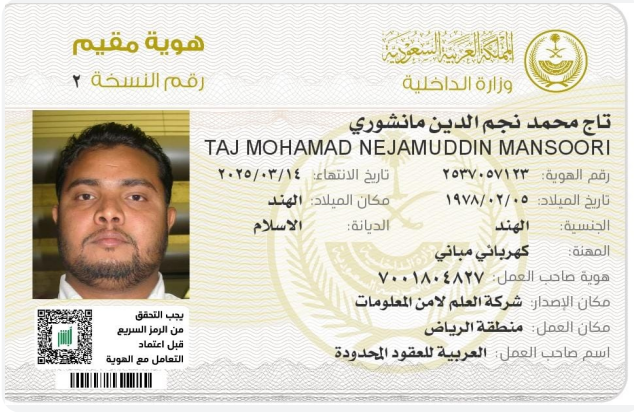 المملكة العربية السعودية
وزارة الداخلية
هوية مقيم
رقم النسخة ٢
تاج محمد نجم الدين مانشوري
TAJ MOHAMAD NEJAMUDDIN MANSOORI
رقم الهوية: ٢٥٣٧٠٥٧١٢٣ تاريخ الانتهاء: ٢٠٢٥/٠٣/١٤
تاريخ الميلاد: ١٩٧٨/٠٢/٠٥ مكان الميلاد: الهند
الجنسية: الهند الديانة: الاسلام
المهنة: كهربائي مباني
هوية صاحب العمل: ٧٠٠١٨٠٤٨٢٧
مكان الإصدار: شركة العلم لامن المعلومات
مكان العمل: منطقة الرياض
اسم صاحب العمل: العربية للعقود المحدودة
يجب التحقق
من الرمز السريع
قبل اعتماد
التعامل مع الهوية